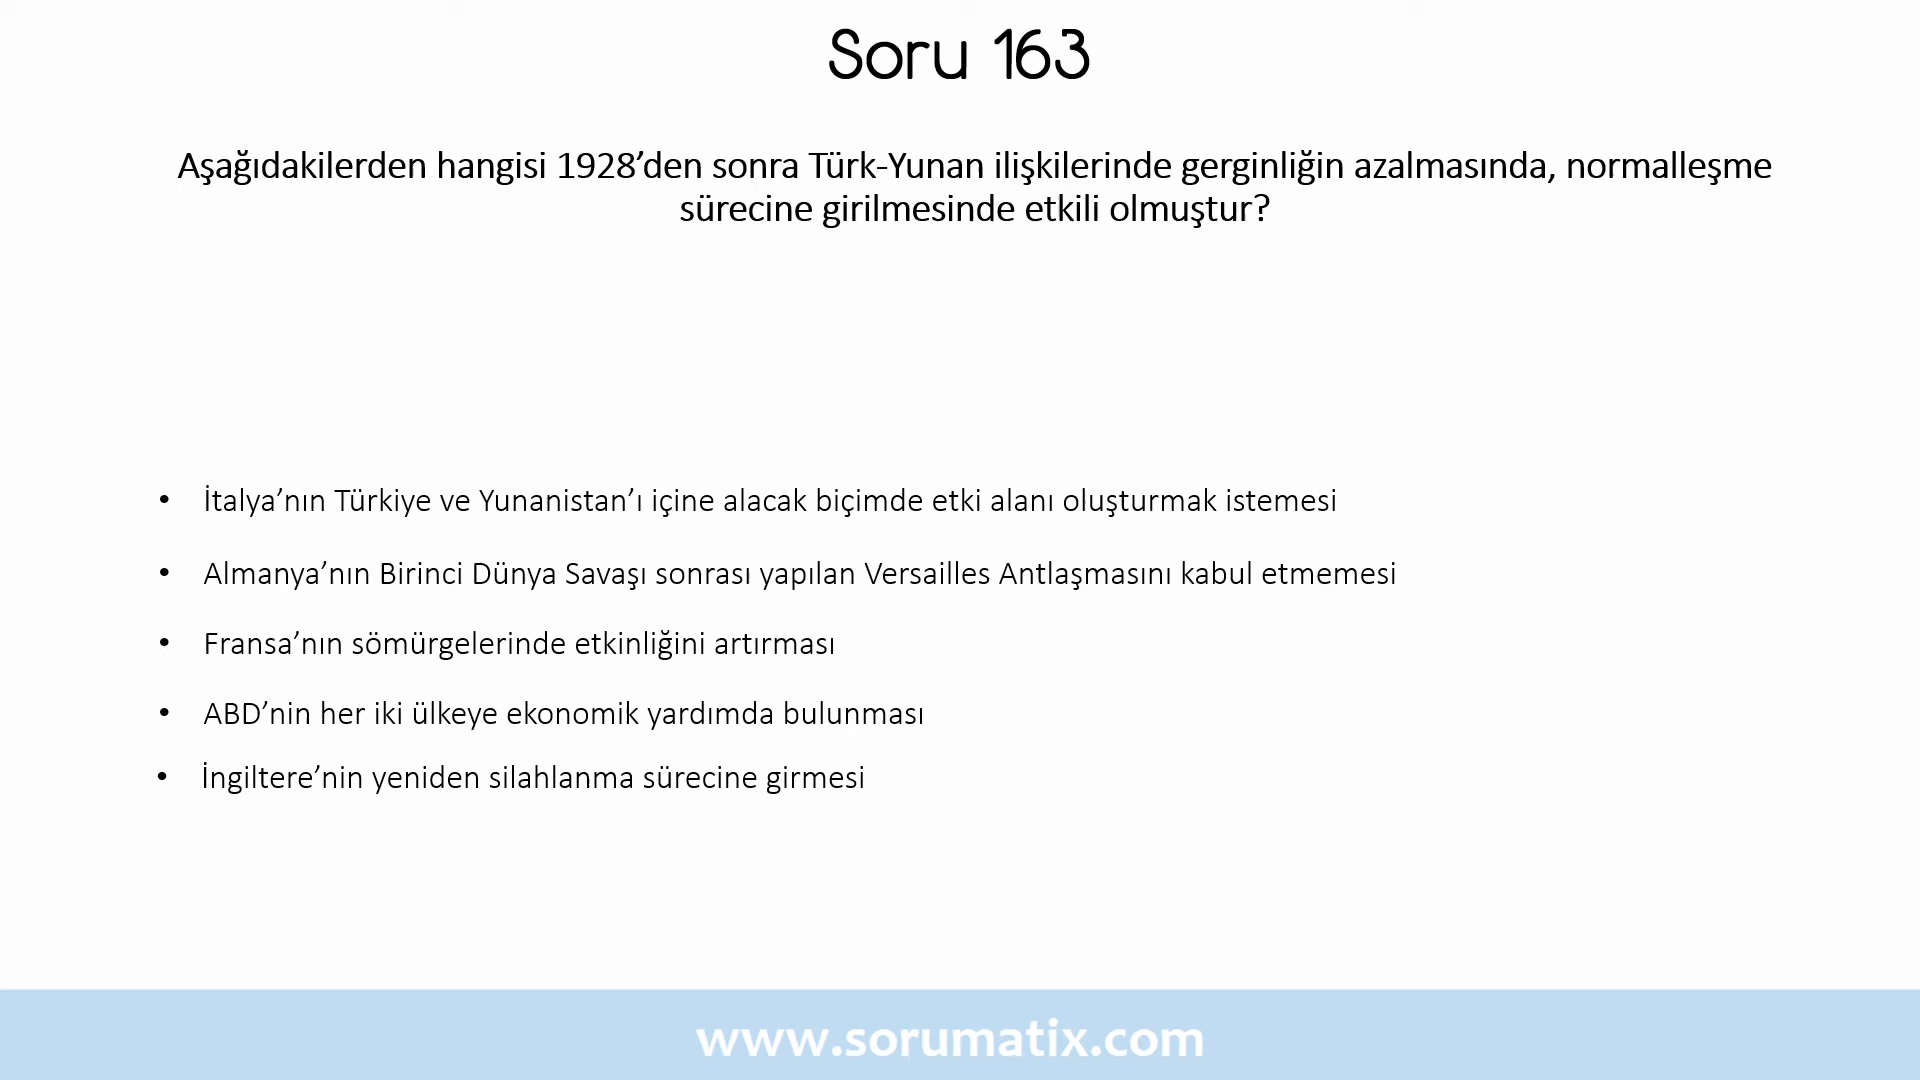 Soru 163
Aşağıdakilerden hangisi 1928’den sonra Türk-Yunan ilişkilerinde gerginliğin azalmasında, normalleşme
sürecine girilmesinde etkili olmuştur?
• İtalya’nın Türkiye ve Yunanistan’ı içine alacak biçimde etki alanı oluşturmak istemesi
• Almanya’nın Birinci Dünya Savaşı sonrası yapılan Versailles Antlaşmasını kabul etmemesi
• Fransa’nın sömürgelerinde etkinliğini artırması
• ABD’nin her iki ülkeye ekonomik yardımda bulunması
• İngiltere’nin yeniden silahlanma sürecine girmesi
www.sorumatix.com